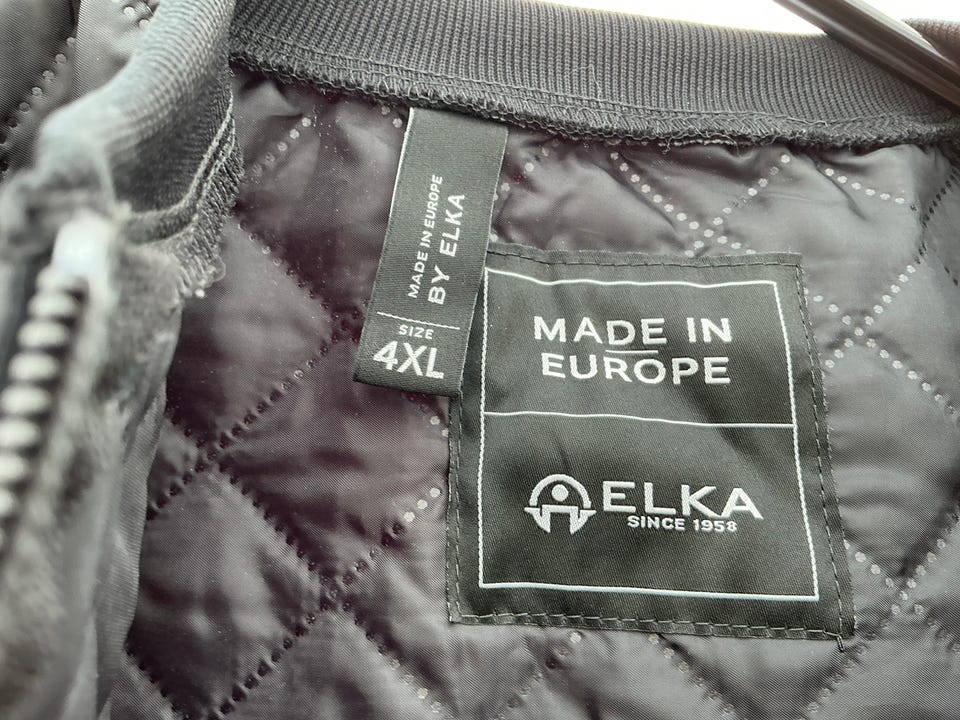 MADE IN EUROPE
BY ELKA
SIZE
4XL
MADE IN
EUROPE
ELKA
SINCE 1958